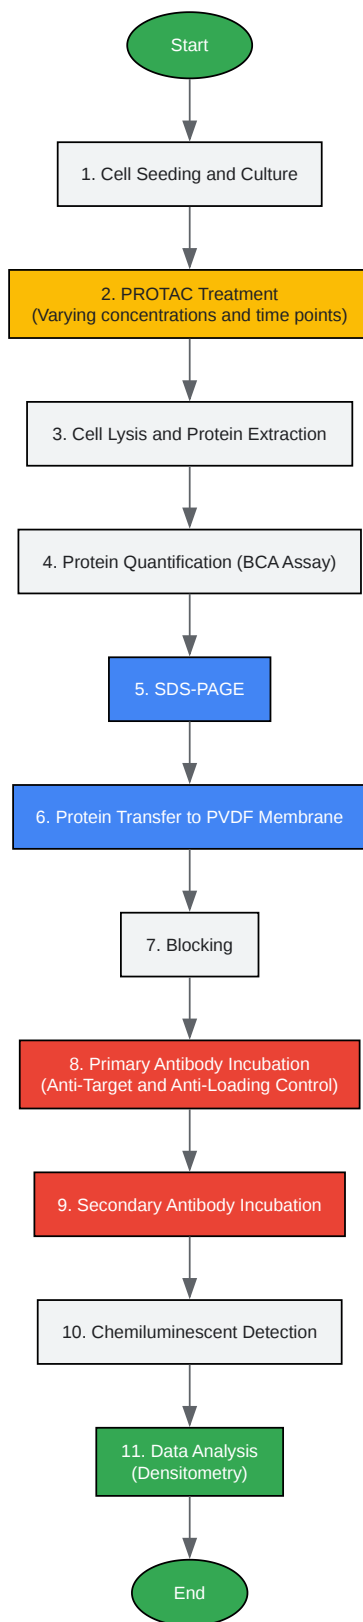 Start
1. Cell Seeding and Culture
2. PROTAC Treatment
(Varying concentrations and time points)
3. Cell Lysis and Protein Extraction
4. Protein Quantification (BCA Assay)
5. SDS-PAGE
6. Protein Transfer to PVDF Membrane
7. Blocking
8. Primary Antibody Incubation
(Anti-Target and Anti-Loading Control)
9. Secondary Antibody Incubation
10. Chemiluminescent Detection
11. Data Analysis
(Densitometry)
End